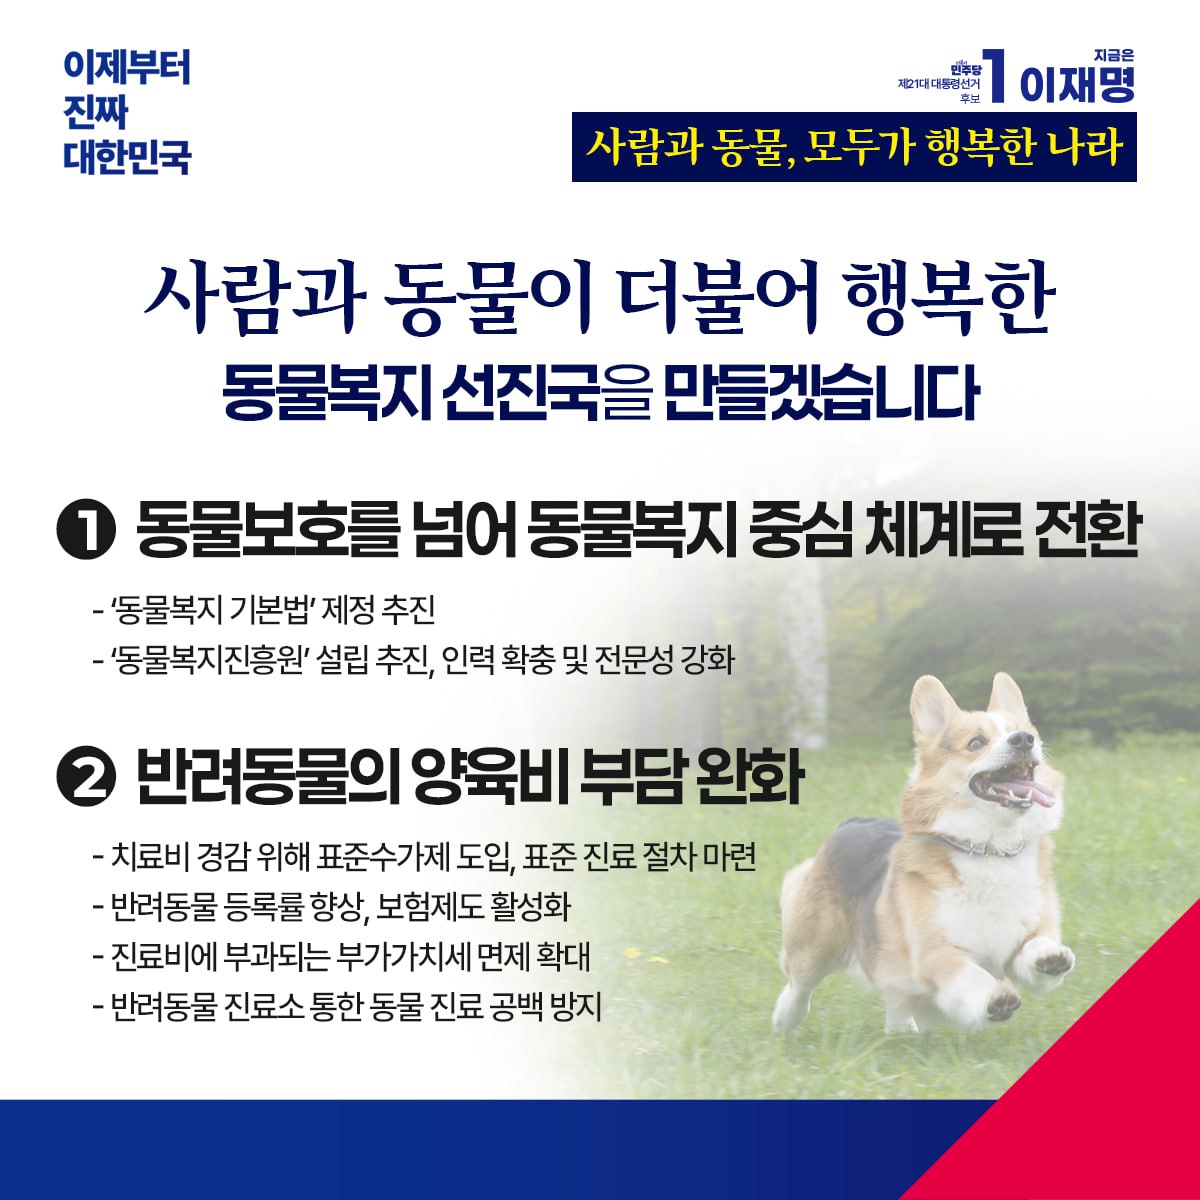 이제부터
진짜
대한민국
지금은
민주당
제21대 대통령선거
후보
1 이재명
사람과 동물, 모두가 행복한 나라
사람과 동물이 더불어 행복한
동물복지 선진국을 만들겠습니다
1 동물보호를 넘어 동물복지 중심 체계로 전환
- ‘동물복지 기본법’ 제정 추진
- ‘동물복지진흥원’ 설립 추진, 인력 확충 및 전문성 강화
2 반려동물의 양육비 부담 완화
- 치료비 경감 위해 표준수가제 도입, 표준 진료 절차 마련
- 반려동물 등록률 향상, 보험제도 활성화
- 진료비에 부과되는 부가가치세 면제 확대
- 반려동물 진료소 통한 동물 진료 공백 방지